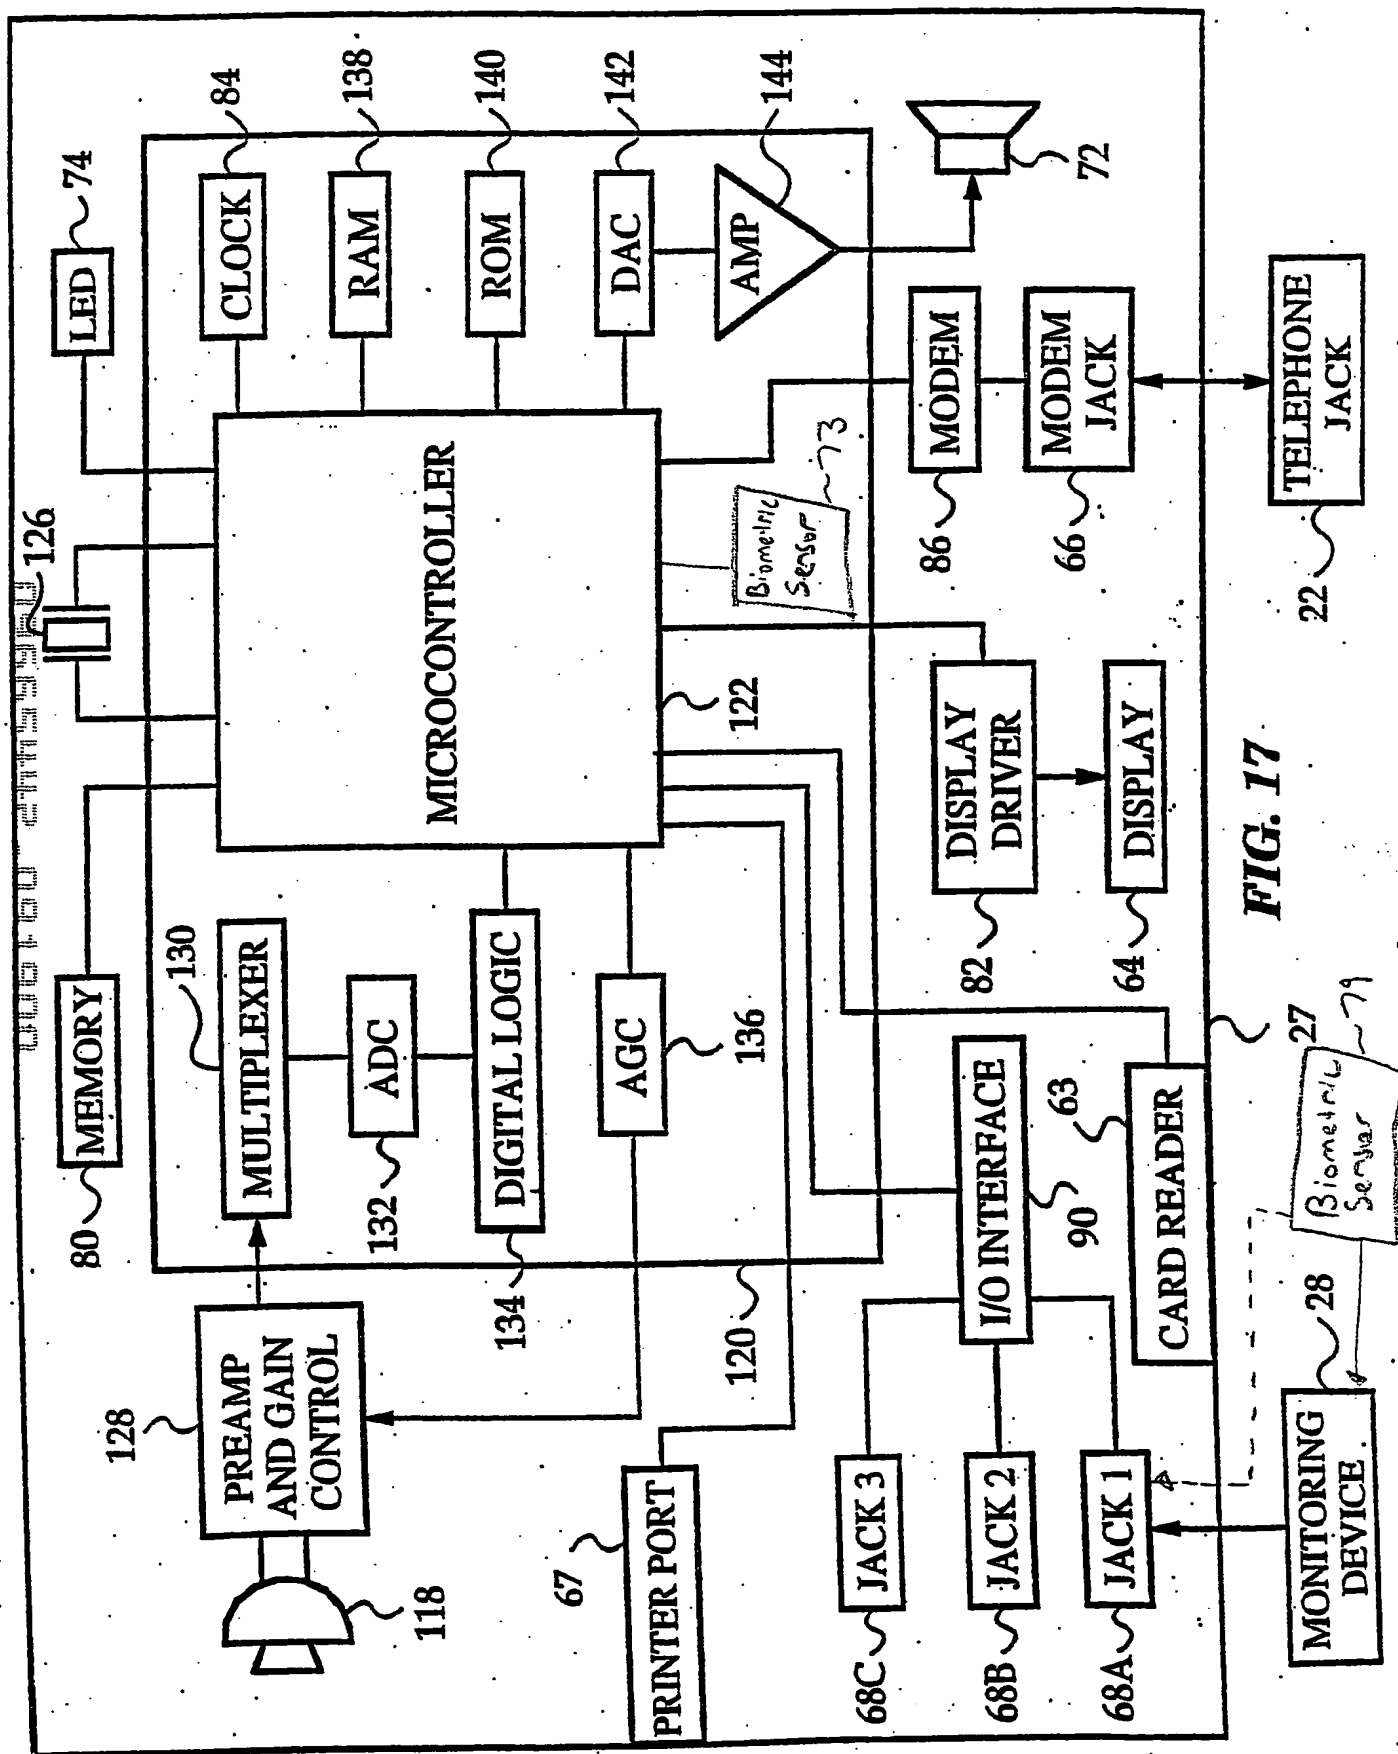 118
128
PREAMP
AND GAIN
CONTROL
80
MEMORY
126
LED
74
130
MULTIPLEXER
ADC
132
DIGITAL LOGIC
134
AGC
136
MICROCONTROLLER
122
CLOCK
84
RAM
138
ROM
140
DAC
142
AMP
144
72
Biometric
Sensor
73
120
67
PRINTER PORT
68C
JACK 3
68B
JACK 2
68A
JACK 1
I/O INTERFACE
90
63
CARD READER
27
82
DISPLAY
DRIVER
64
DISPLAY
86
MODEM
66
MODEM
JACK
22
TELEPHONE
JACK
28
MONITORING
DEVICE
Biometric
Sensor
79
FIG. 17